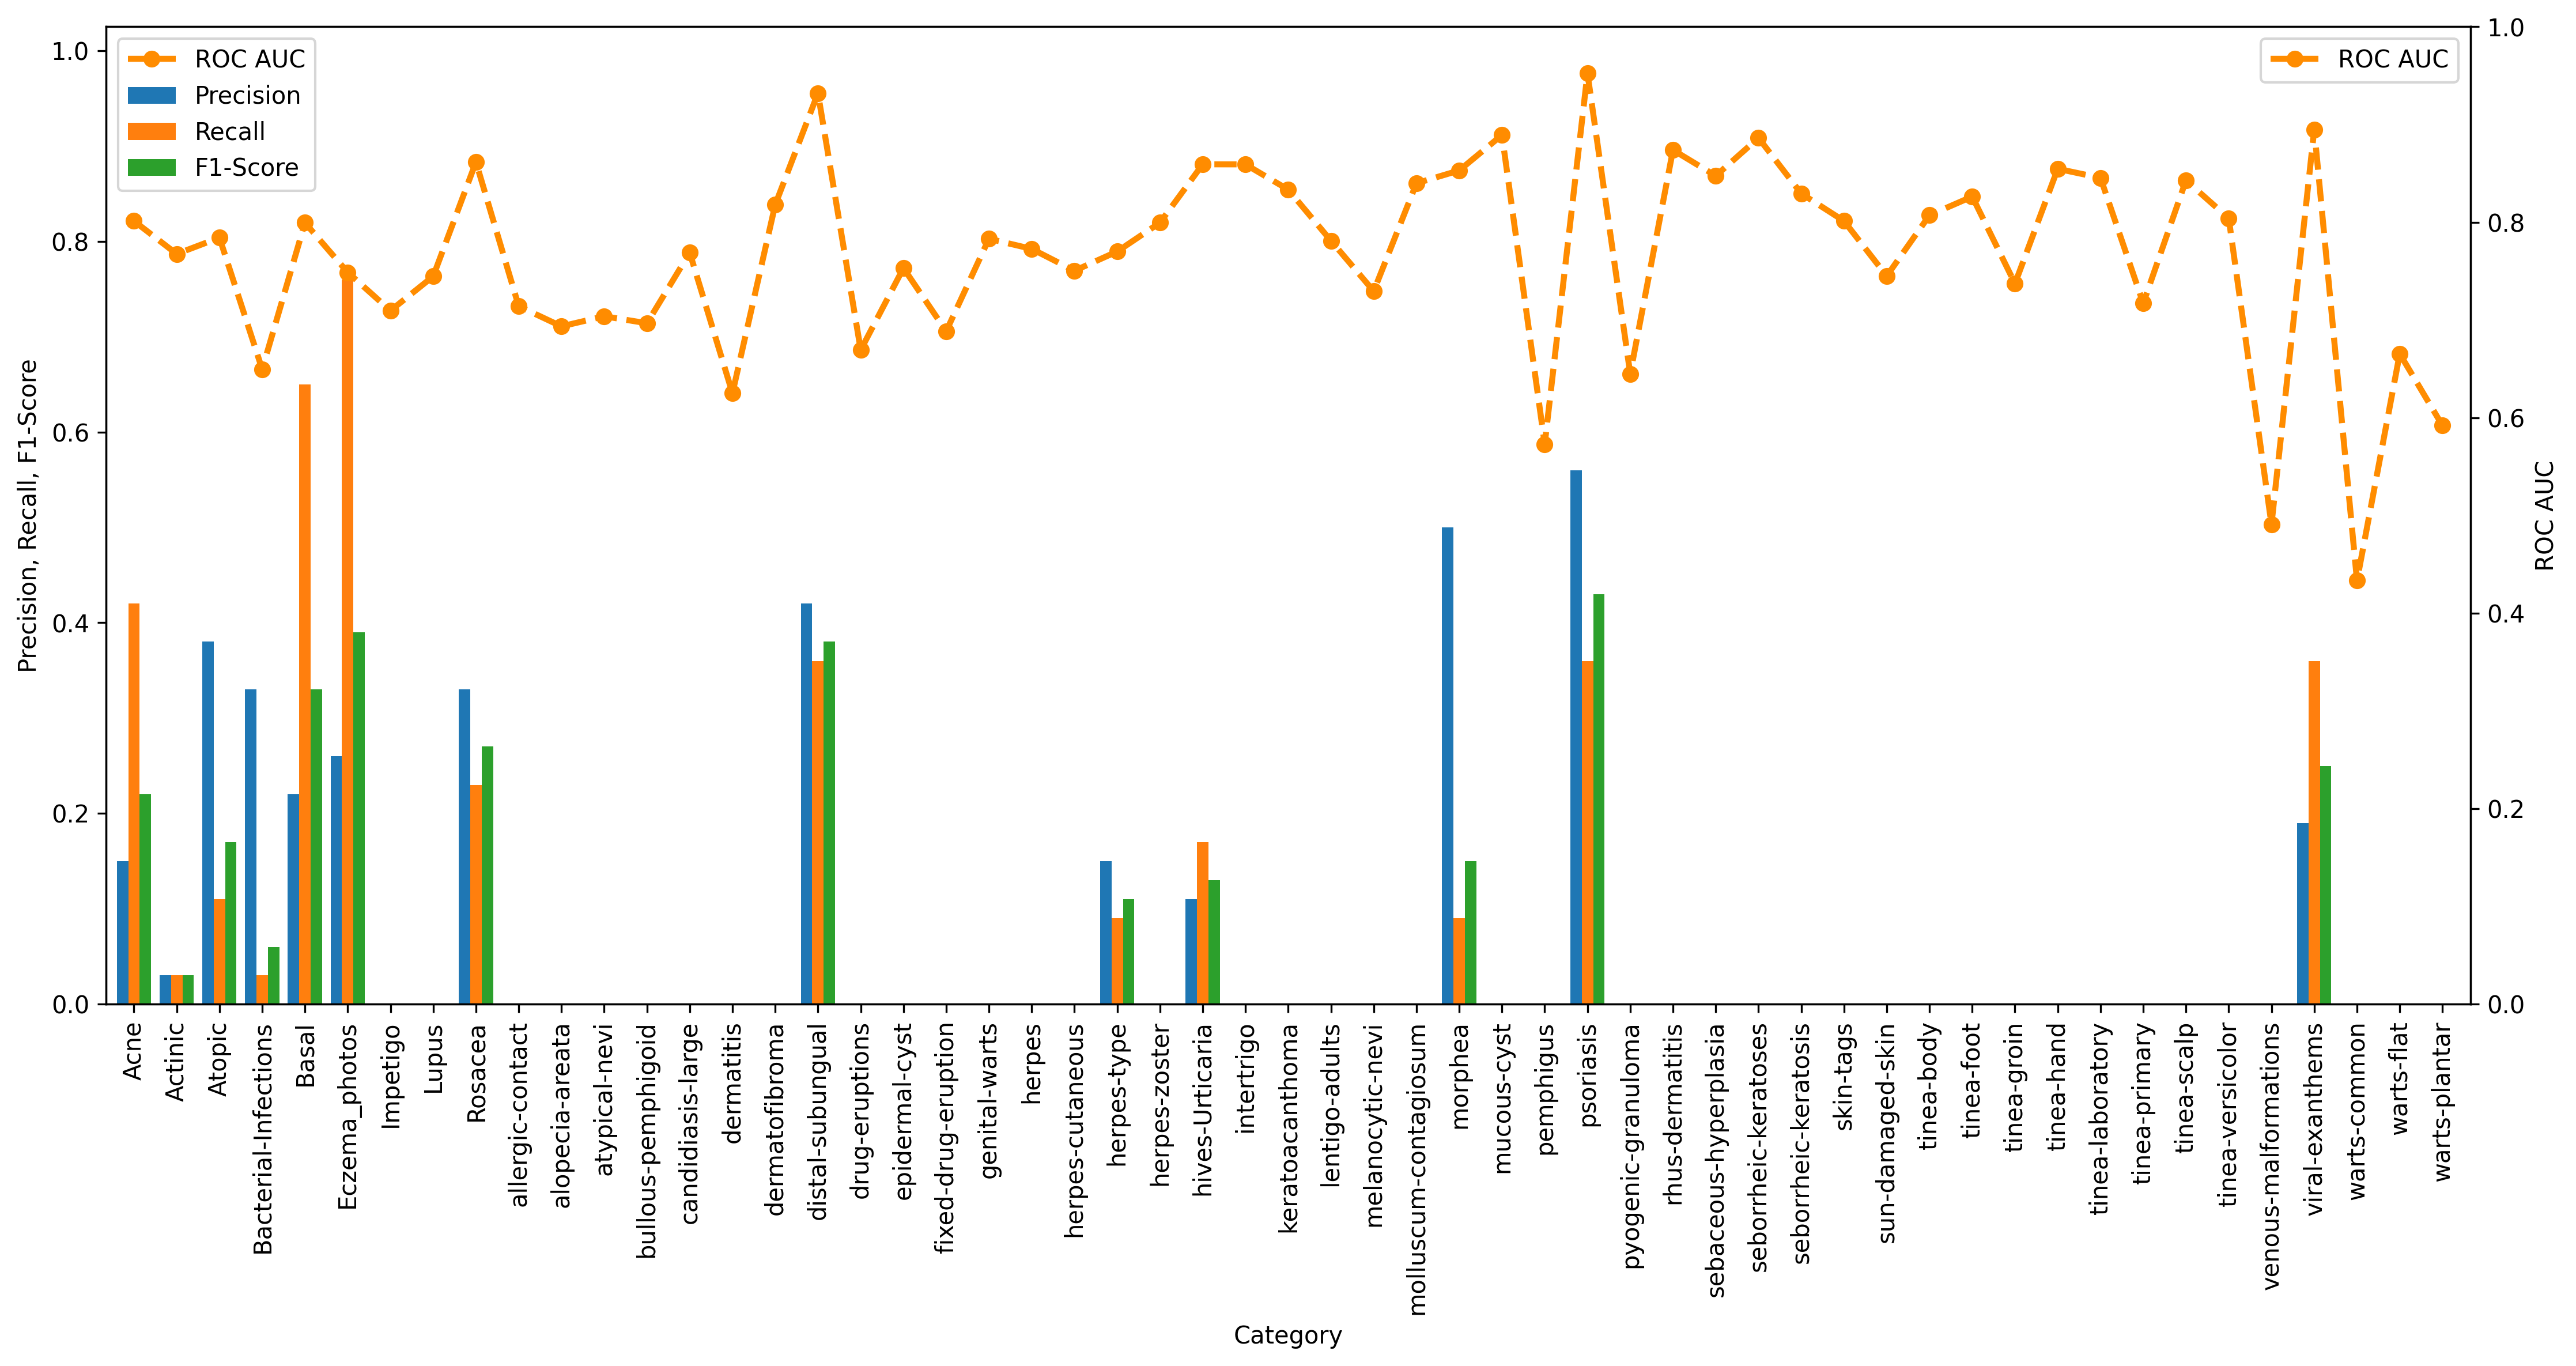 ROC AUC
Precision
Recall
F1-Score
ROC AUC
Precision, Recall, F1-Score
1.0
0.8
0.6
0.4
0.2
0.0
1.0
0.8
0.6
0.4
0.2
0.0
ROC AUC
Acne
Actinic
Atopic
Bacterial-Infections
Basal
Eczema_photos
Impetigo
Lupus
Rosacea
allergic-contact
alopecia-areata
atypical-nevi
bullous-pemphigoid
candidiasis-large
dermatitis
dermatofibroma
distal-subungual
drug-eruptions
epidermal-cyst
fixed-drug-eruption
genital-warts
herpes
herpes-cutaneous
herpes-type
herpes-zoster
hives-Urticaria
intertrigo
keratoacanthoma
lentigo-adults
melanocytic-nevi
molluscum-contagiosum
morphea
mucous-cyst
pemphigus
psoriasis
pyogenic-granuloma
rhus-dermatitis
sebaceous-hyperplasia
seborrheic-keratoses
seborrheic-keratosis
skin-tags
sun-damaged-skin
tinea-body
tinea-foot
tinea-groin
tinea-hand
tinea-laboratory
tinea-primary
tinea-scalp
tinea-versicolor
venous-malformations
viral-exanthems
warts-common
warts-flat
warts-plantar
Category